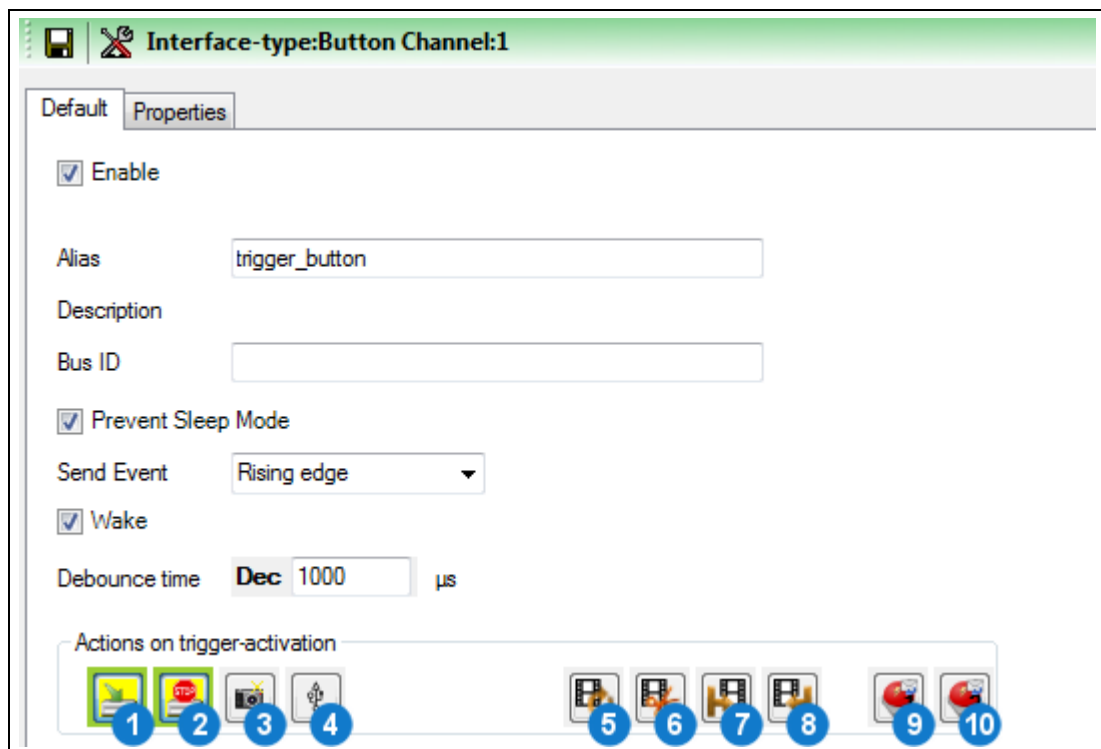 Interface-type:Button Channel:1
Default Properties
Enable
Alias trigger_button
Description
Bus ID
Prevent Sleep Mode
Send Event Rising edge
Wake
Debounce time Dec 1000 µs
Actions on trigger-activation
STOP
1 2 3 4 5 6 7 8 9 10